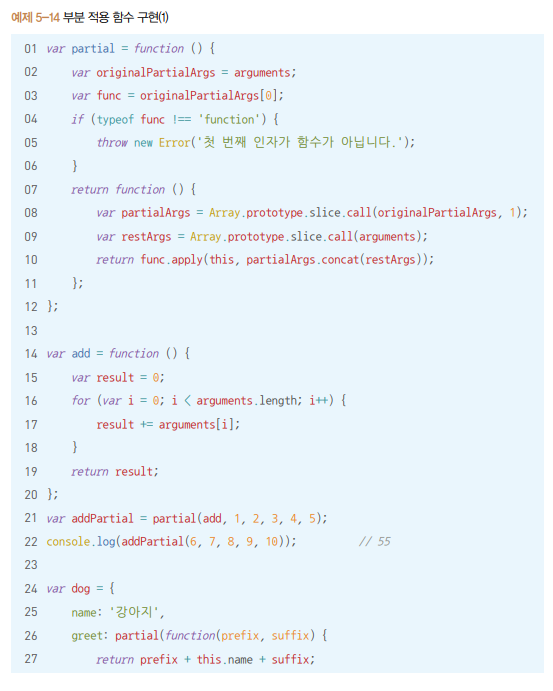 예제 5-14 부분 적용 함수 구현(1)
01 var partial = function () {
02     var originalPartialArgs = arguments;
03     var func = originalPartialArgs[0];
04     if (typeof func !== 'function') {
05         throw new Error('첫 번째 인자가 함수가 아닙니다.');
06     }
07     return function () {
08         var partialArgs = Array.prototype.slice.call(originalPartialArgs, 1);
09         var restArgs = Array.prototype.slice.call(arguments);
10         return func.apply(this, partialArgs.concat(restArgs));
11     };
12 };
13
14 var add = function () {
15     var result = 0;
16     for (var i = 0; i < arguments.length; i++) {
17         result += arguments[i];
18     }
19     return result;
20 };
21 var addPartial = partial(add, 1, 2, 3, 4, 5);
22 console.log(addPartial(6, 7, 8, 9, 10));          // 55
23
24 var dog = {
25     name: '강아지',
26     greet: partial(function(prefix, suffix) {
27         return prefix + this.name + suffix;